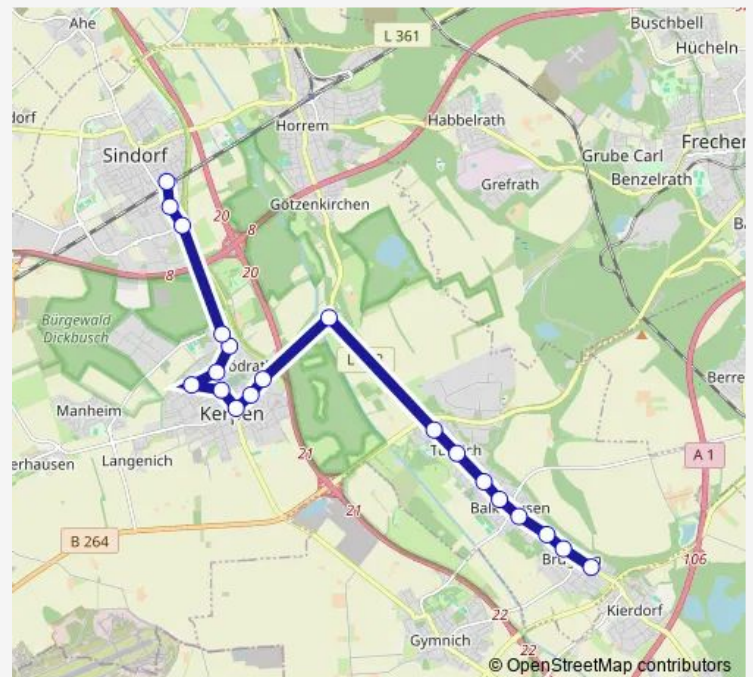 Ahe
L 361
Buschbell
Hücheln
dorf
Horrem
Habbelrath
Frechen
Sindorf
Grube Carl
Benzelrath
Grefrath
Götzenkirchen
20
8
8
20
Bürgewald
Dickbusch
Manheim
Kerpen
Berre
erhausen
Langenich
A 1
21
B 264
21
106
Kierdorf
22
Gymnich
22
© OpenStreetMap contributors